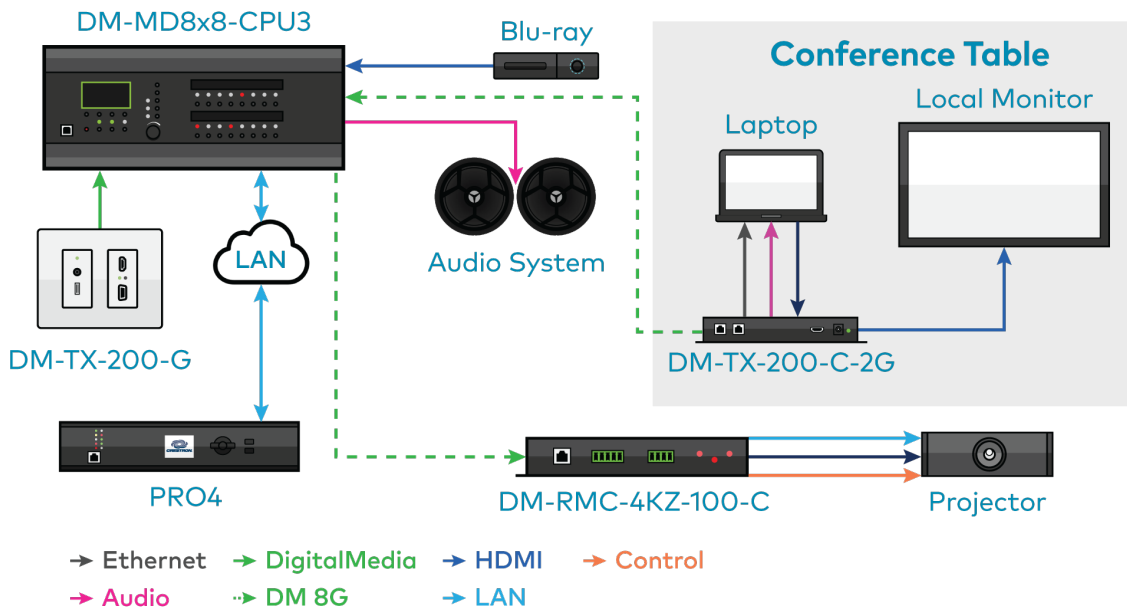 DM-MD8x8-CPU3
Blu-ray
Conference Table
Local Monitor
Laptop
LAN
Audio System
DM-TX-200-G
DM-TX-200-C-2G
CRESTRON
PRO4
DM-RMC-4KZ-100-C
Projector
Ethernet
DigitalMedia
HDMI
Control
Audio
DM 8G
LAN